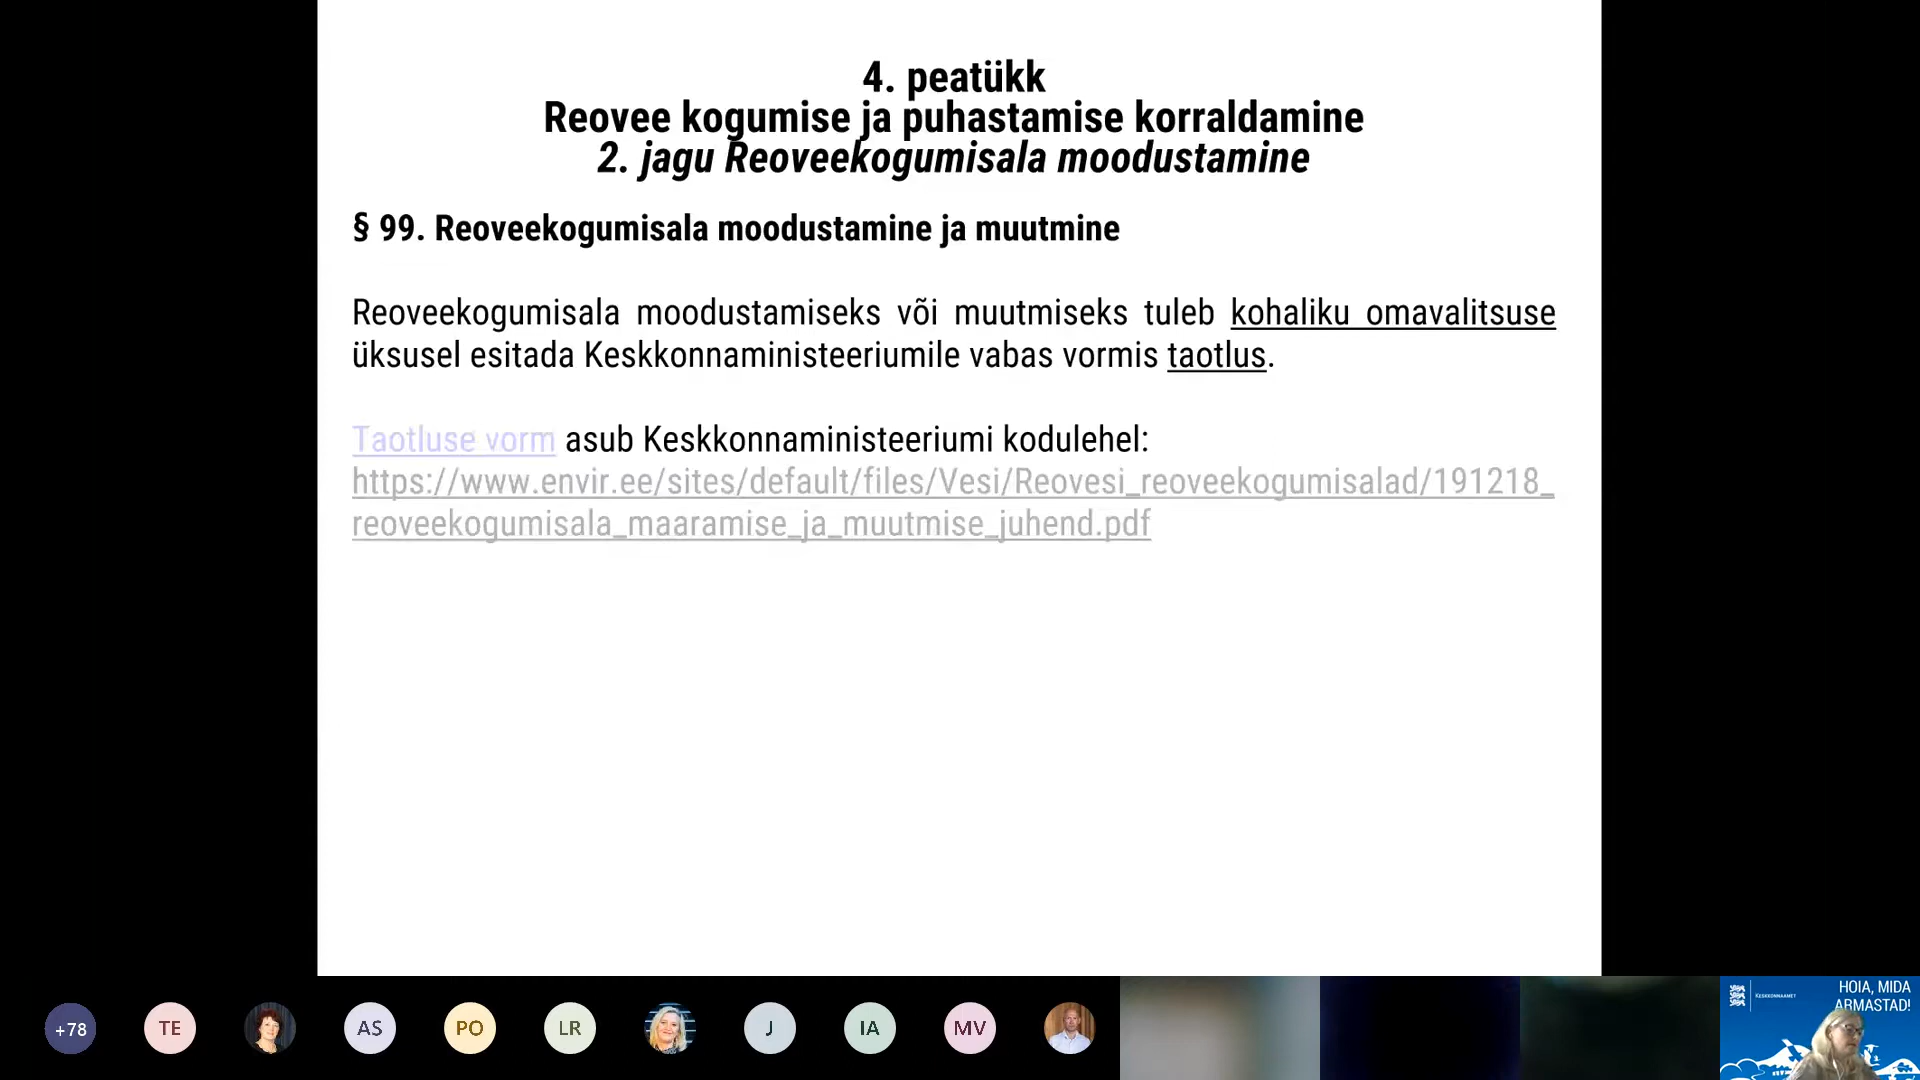 4. peatükk
Reovee kogumise ja puhastamise korraldamine
2. jagu Reoveekogumisala moodustamine
§ 99. Reoveekogumisala moodustamine ja muutmine
Reoveekogumisala moodustamiseks või muutmiseks tuleb kohaliku omavalitsuse
üksusel esitada Keskkonnaministeeriumile vabas vormis taotlus.
Taotluse vorm asub Keskkonnaministeeriumi kodulehel:
https://www.envir.ee/sites/default/files/Vesi/Reovesi_reoveekogumisalad/191218_
reoveekogumisala_maaramise_ja_muutmise_juhend.pdf
+78
TE
AS
PO
LR
J
IA
MV
KESKKONNAAMET
HOIA, MIDA
ARMASTAD!